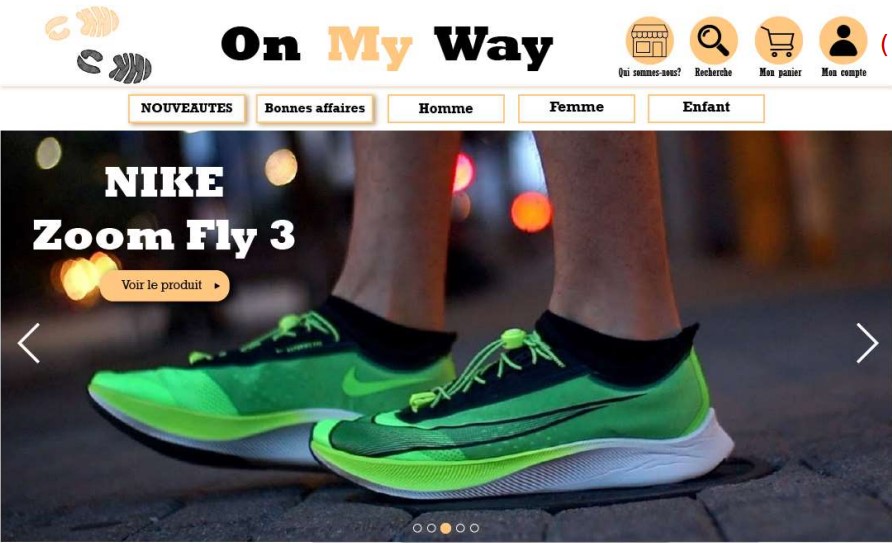 On My Way
Qui sommes-nous? Recherche Mon panier Mon compte
(
NOUVEAUTES Bonnes affaires Homme Femme Enfant
NIKE
Zoom Fly 3
Voir le produit